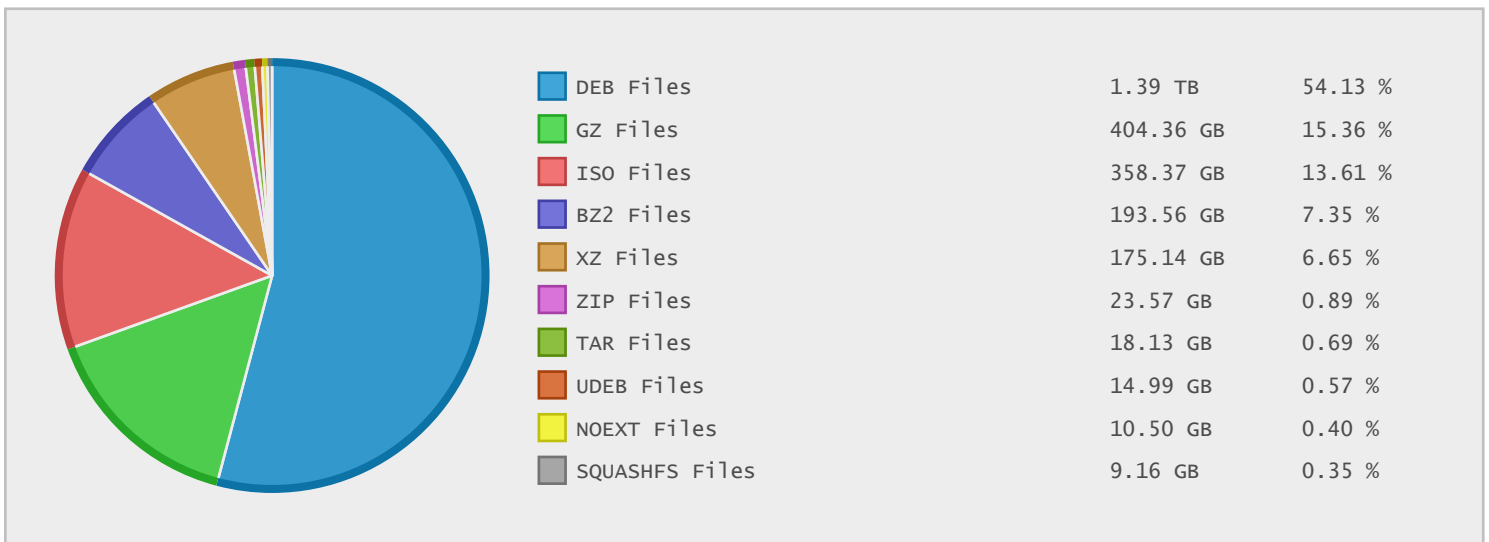 DEB Files 1.39 TB 54.13 %
GZ Files 404.36 GB 15.36 %
ISO Files 358.37 GB 13.61 %
BZ2 Files 193.56 GB 7.35 %
XZ Files 175.14 GB 6.65 %
ZIP Files 23.57 GB 0.89 %
TAR Files 18.13 GB 0.69 %
UDEB Files 14.99 GB 0.57 %
NOEXT Files 10.50 GB 0.40 %
SQUASHFS Files 9.16 GB 0.35 %